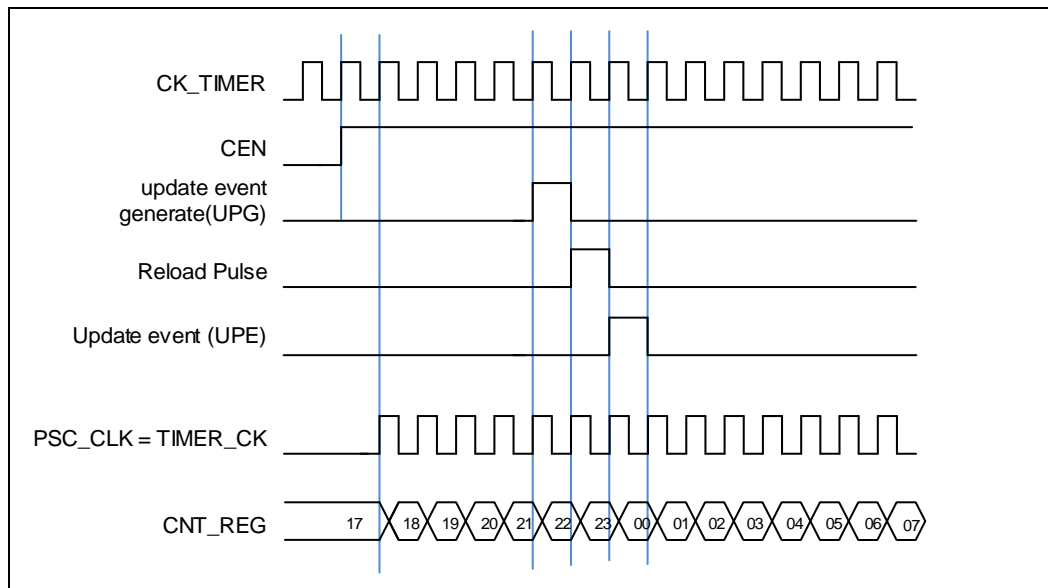 CK_TIMER
CEN
update event
generate(UPG)
Reload Pulse
Update event (UPE)
PSC_CLK = TIMER_CK
CNT_REG 17 18 19 20 21 22 23 00 01 02 03 04 05 06 07